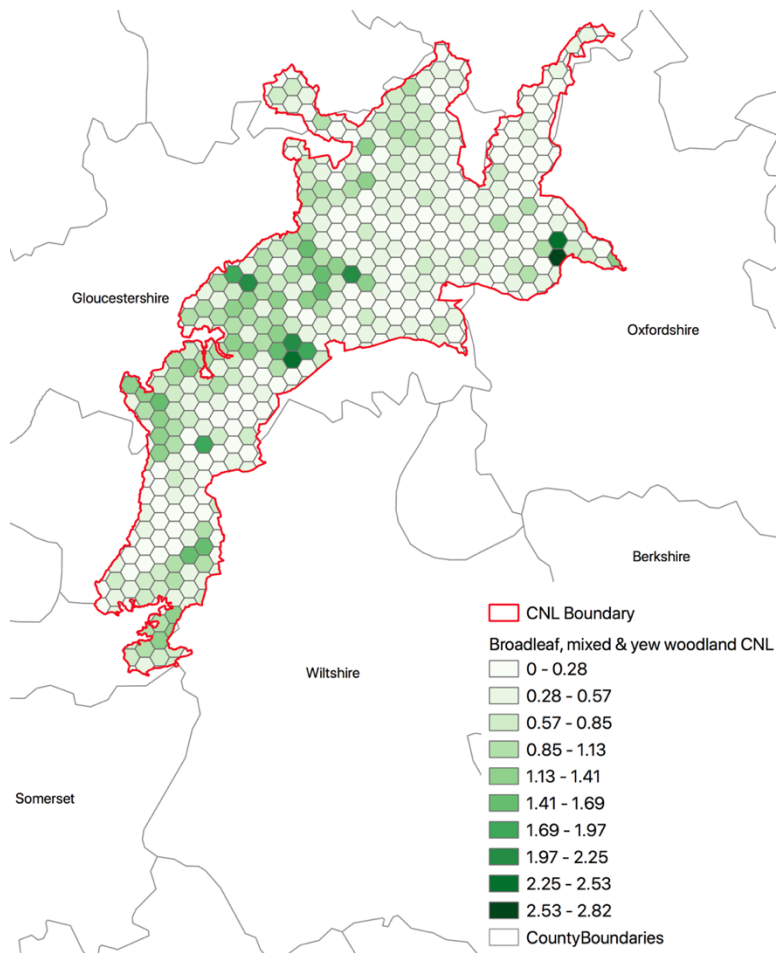 Gloucestershire
Oxfordshire
Berkshire
Wiltshire
Somerset
CNL Boundary
Broadleaf, mixed & yew woodland CNL
0 - 0.28
0.28 - 0.57
0.57 - 0.85
0.85 - 1.13
1.13 - 1.41
1.41 - 1.69
1.69 - 1.97
1.97 - 2.25
2.25 - 2.53
2.53 - 2.82
CountyBoundaries